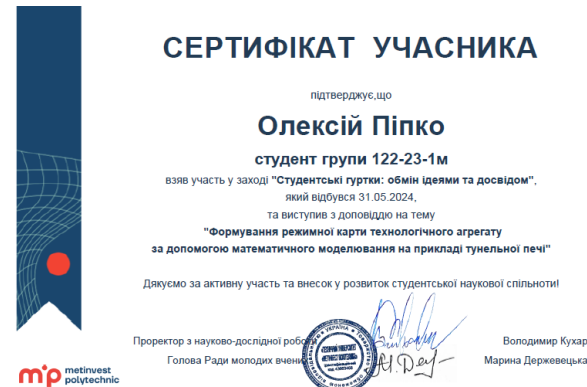 СЕРТИФІКАТ УЧАСНИКА
підтверджує,що
Олексій Піпко
студент групи 122-23-1м
взяв участь у заході "Студентські гуртки: обмін ідеями та досвідом",
який відбувся 31.05.2024,
та виступив з доповіддю на тему
"Формування режимної карти технологічного агрегату
за допомогою математичного моделювання на прикладі тунельної печі"
Дякуємо за активну участь та внесок у розвиток студентської наукової спільноти!
Проректор з науково-дослідної роботи Володимир Кухар
Голова Ради молодих вчених Марина Держевецька
metinvest
polytechnic